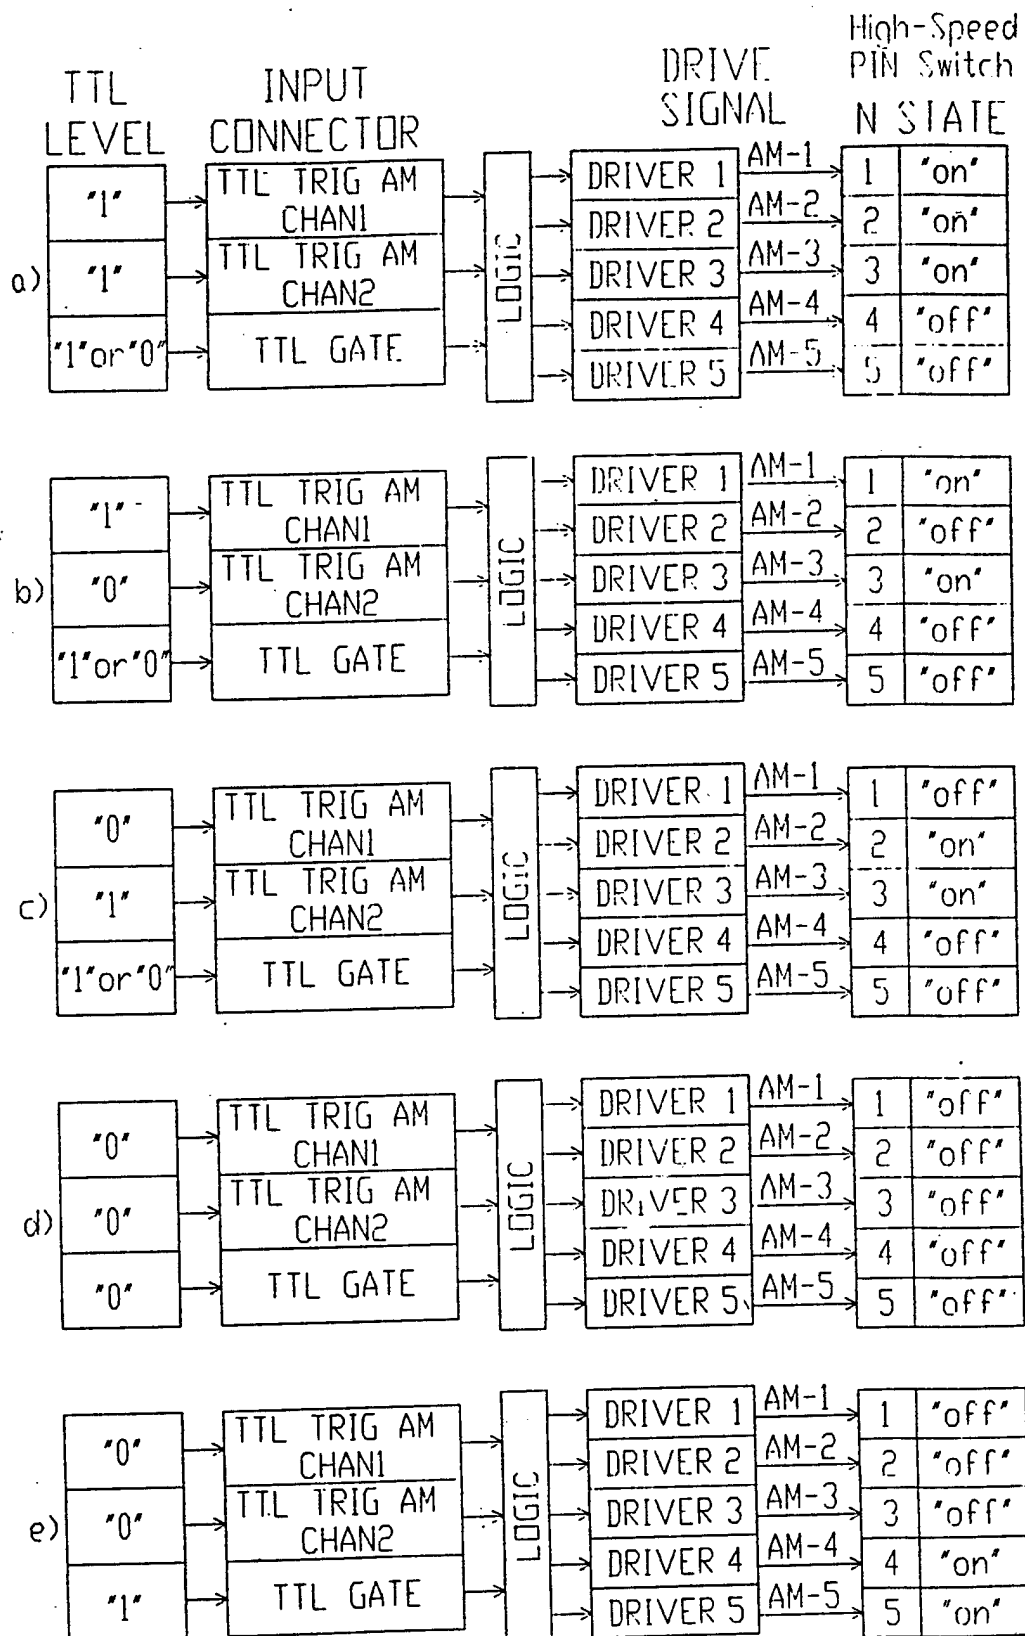 High-Speed
PIN Switch
TTL LEVEL
INPUT CONNECTOR
DRIVE SIGNAL
N STATE
a)
"1"
"1"
"1"or"0"
TTL TRIG AM CHAN1
TTL TRIG AM CHAN2
TTL GATE
LOGIC
DRIVER 1 AM-1 1 "on"
DRIVER 2 AM-2 2 "on"
DRIVER 3 AM-3 3 "on"
DRIVER 4 AM-4 4 "off"
DRIVER 5 AM-5 5 "off"
b)
"1"
"0"
"1"or"0"
TTL TRIG AM CHAN1
TTL TRIG AM CHAN2
TTL GATE
LOGIC
DRIVER 1 AM-1 1 "on"
DRIVER 2 AM-2 2 "off"
DRIVER 3 AM-3 3 "on"
DRIVER 4 AM-4 4 "off"
DRIVER 5 AM-5 5 "off"
c)
"0"
"1"
"1"or"0"
TTL TRIG AM CHAN1
TTL TRIG AM CHAN2
TTL GATE
LOGIC
DRIVER 1 AM-1 1 "off"
DRIVER 2 AM-2 2 "on"
DRIVER 3 AM-3 3 "on"
DRIVER 4 AM-4 4 "off"
DRIVER 5 AM-5 5 "off"
d)
"0"
"0"
"0"
TTL TRIG AM CHAN1
TTL TRIG AM CHAN2
TTL GATE
LOGIC
DRIVER 1 AM-1 1 "off"
DRIVER 2 AM-2 2 "off"
DRIVER 3 AM-3 3 "off"
DRIVER 4 AM-4 4 "off"
DRIVER 5 AM-5 5 "off"
e)
"0"
"0"
"1"
TTL TRIG AM CHAN1
TTL TRIG AM CHAN2
TTL GATE
LOGIC
DRIVER 1 AM-1 1 "off"
DRIVER 2 AM-2 2 "off"
DRIVER 3 AM-3 3 "off"
DRIVER 4 AM-4 4 "on"
DRIVER 5 AM-5 5 "on"